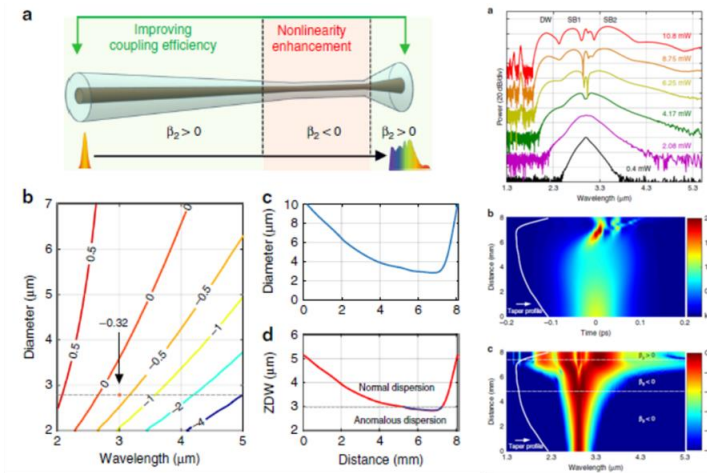 a
Improving
coupling efficiency
Nonlinearity
enhancement
β₂ > 0
β₂ < 0
β₂ > 0
b
Diameter (μm)
7
6
5
4
3
2
0.5
0
-0.5
-0.32
-1
0.5
0
-0.5
-1
-2
-4
2
3
4
5
Wavelength (μm)
c
Diameter (μm)
10
8
6
4
2
0
0
2
4
6
8
d
ZDW (μm)
6
5
4
3
2
Normal dispersion
Anomalous dispersion
0
2
4
6
8
Distance (mm)
a
Power (20 dB/div)
DW
SB1
SB2
10.8 mW
8.75 mW
6.25 mW
4.17 mW
2.08 mW
0.4 mW
1.3
2.3
3.3
4.3
5.3
Wavelength (μm)
b
Distance (mm)
8
6
4
2
0
Taper profile
-0.2
-0.1
0
0.1
0.2
Time (ps)
c
Distance (mm)
8
6
4
2
0
β₂ > 0
β₂ < 0
Taper profile
1.3
2.3
3.3
4.3
5.3
Wavelength (μm)